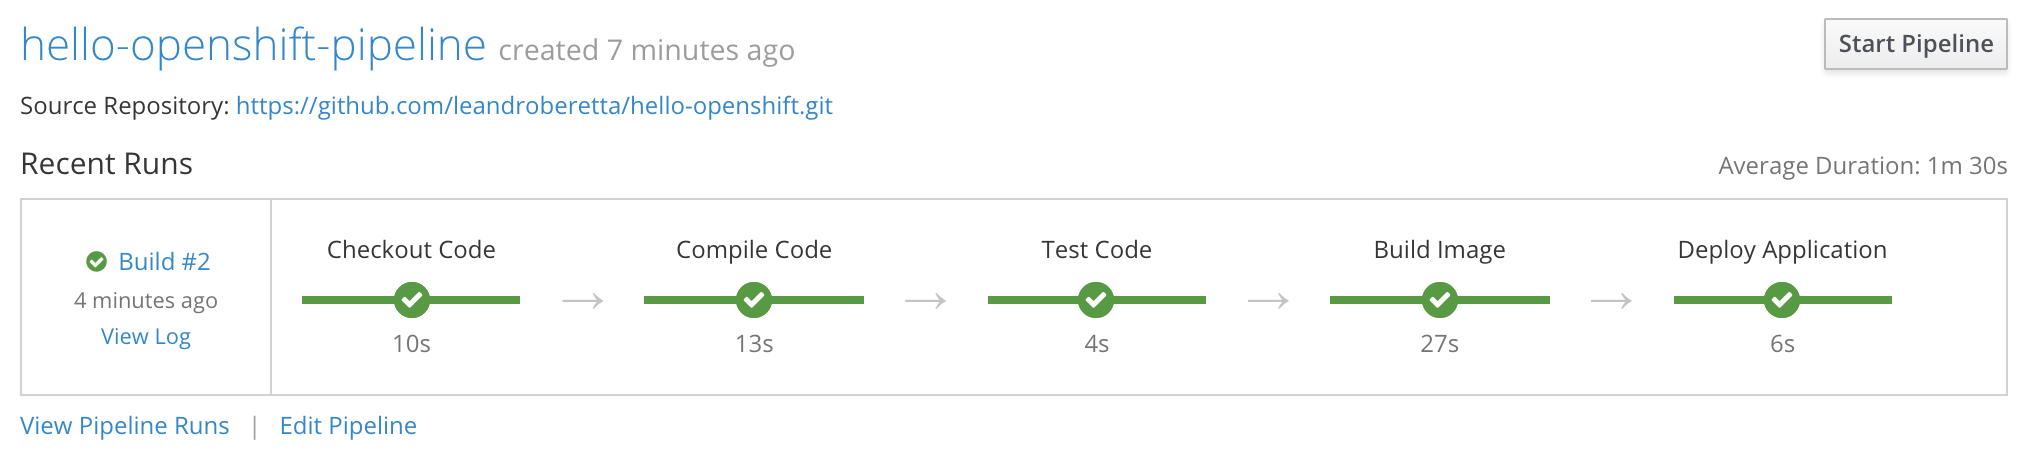 hello-openshift-pipeline created 7 minutes ago
Start Pipeline
Source Repository: https://github.com/leandroberetta/hello-openshift.git
Recent Runs
Average Duration: 1m 30s
Build #2
4 minutes ago
View Log
Checkout Code
10s
Compile Code
13s
Test Code
4s
Build Image
27s
Deploy Application
6s
View Pipeline Runs | Edit Pipeline